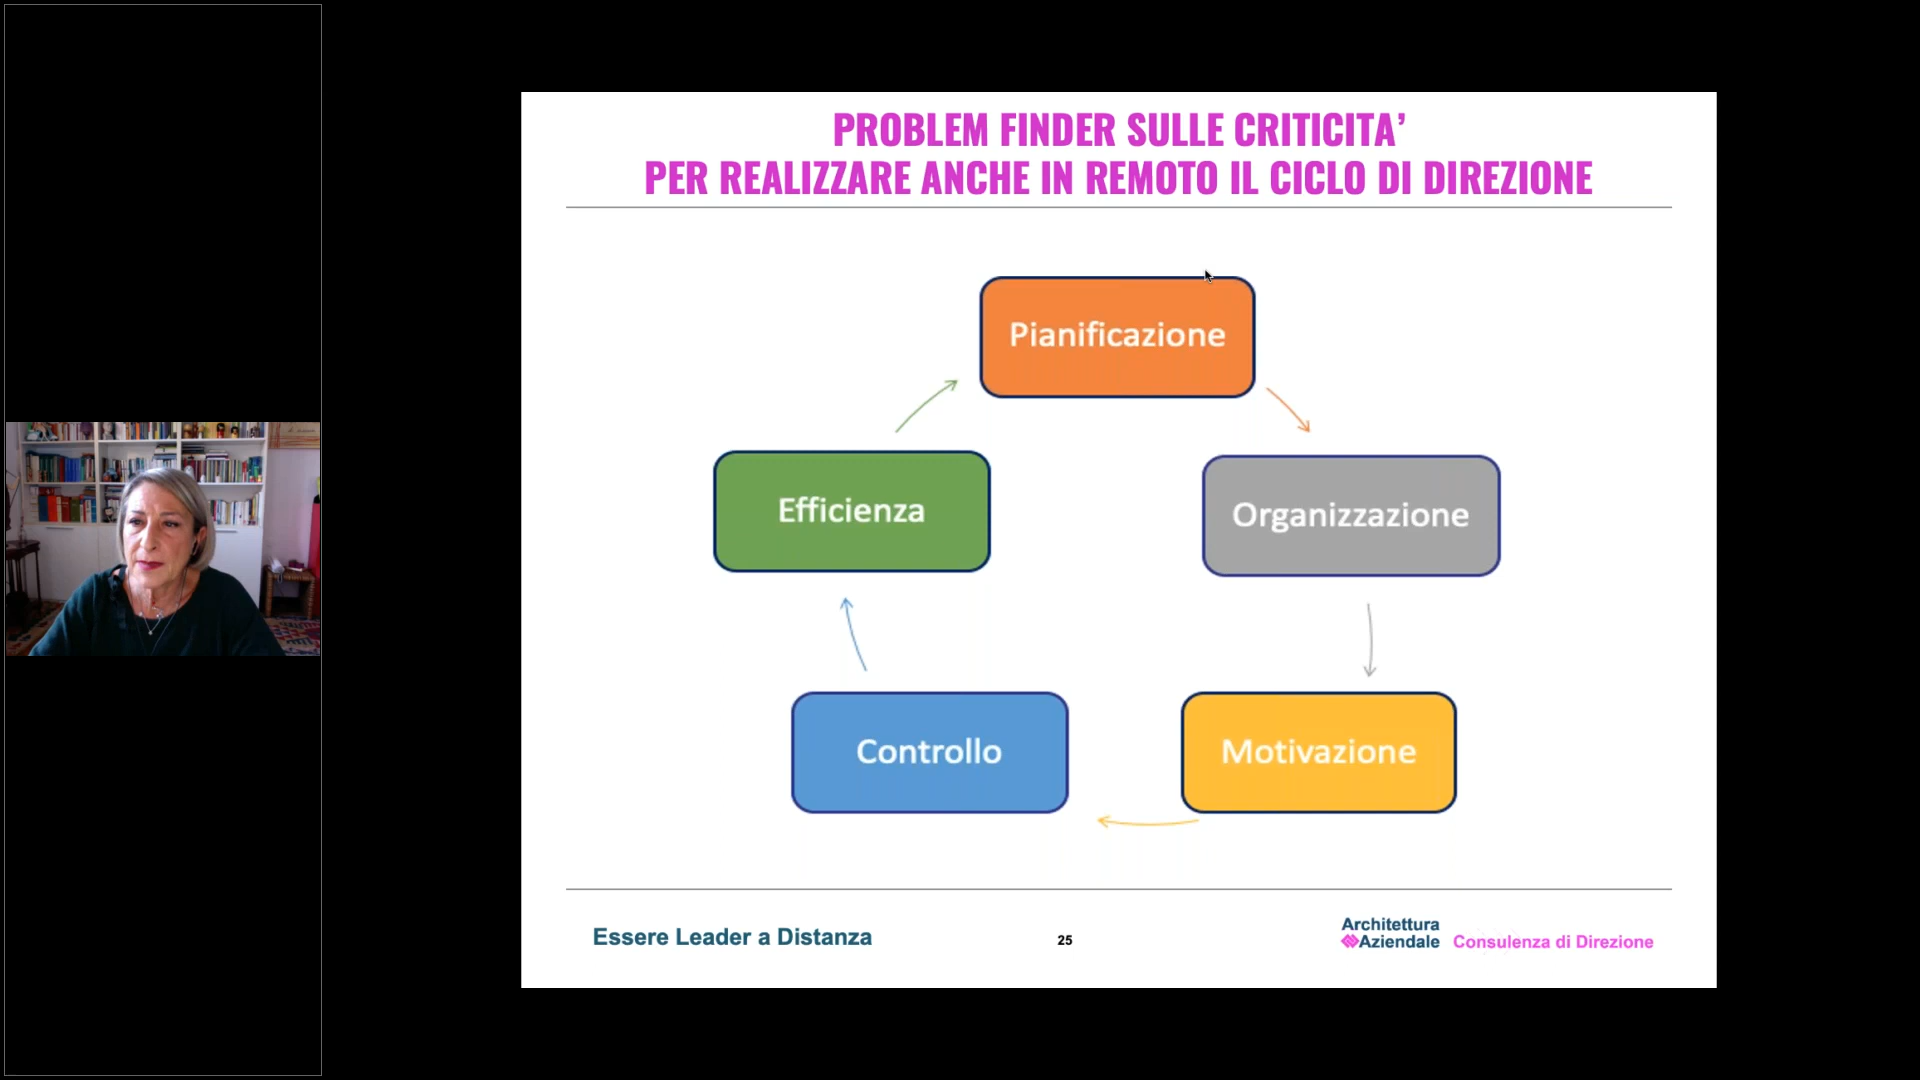 PROBLEM FINDER SULLE CRITICITA’
PER REALIZZARE ANCHE IN REMOTO IL CICLO DI DIREZIONE
Pianificazione
Efficienza
Organizzazione
Controllo
Motivazione
Essere Leader a Distanza
25
Architettura
Aziendale Consulenza di Direzione